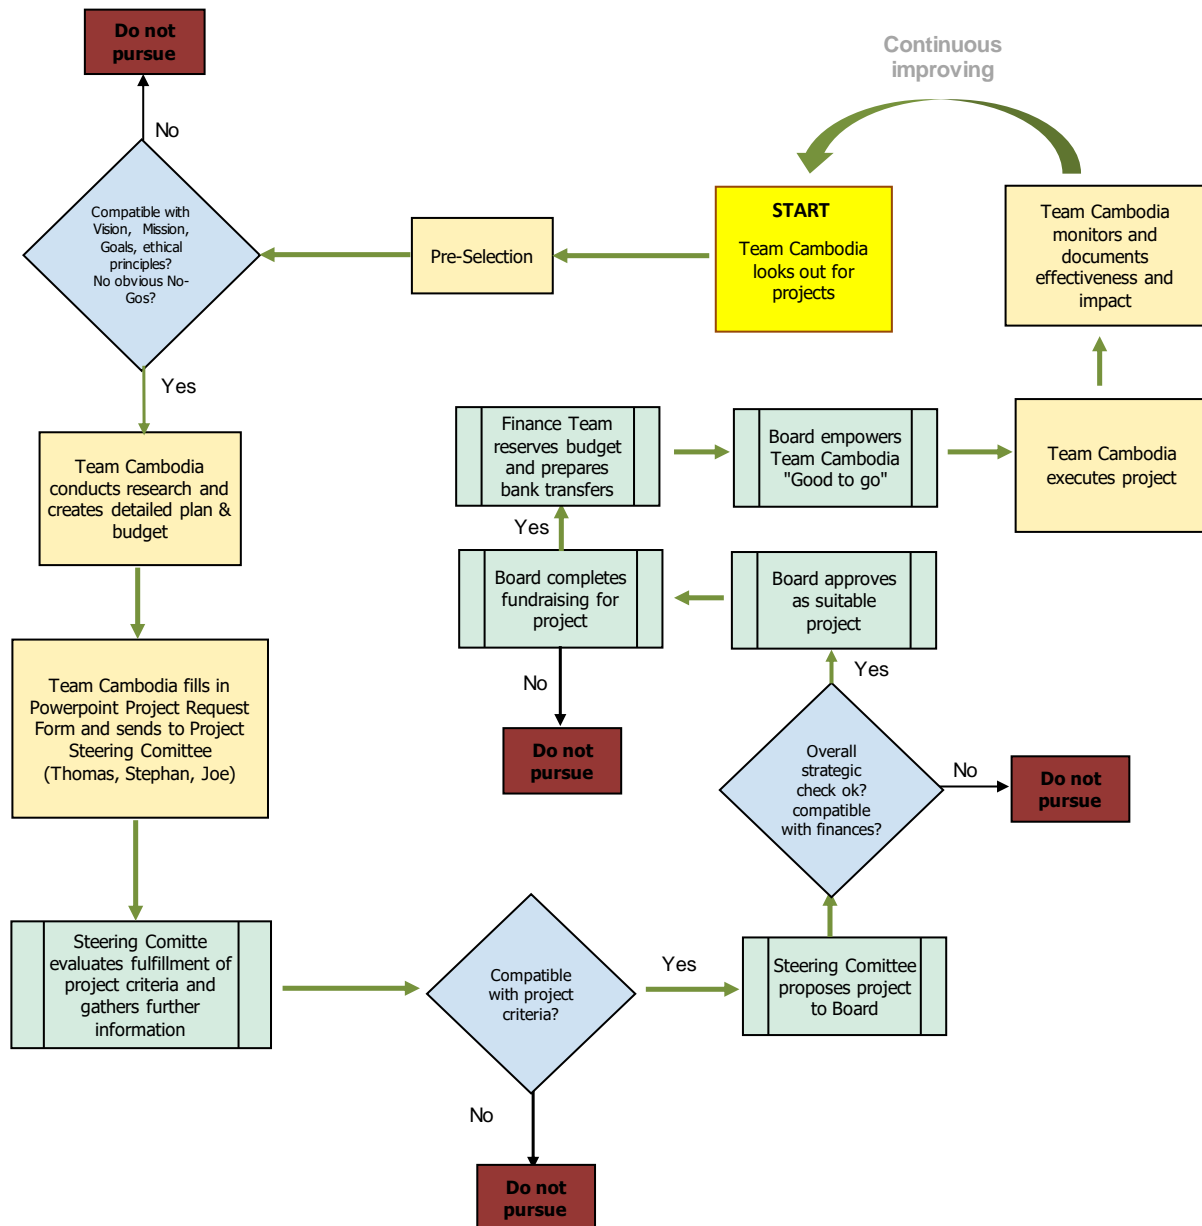 Do not
pursue
Continuous
improving
No
Compatible with
Vision, Mission,
Goals, ethical
principles?
No obvious No-
Gos?
Pre-Selection
START
Team Cambodia
looks out for
projects
Team Cambodia
monitors and
documents
effectiveness and
impact
Yes
Team Cambodia
conducts research and
creates detailed plan &
budget
Finance Team
reserves budget
and prepares
bank transfers
Board empowers
Team Cambodia
"Good to go"
Team Cambodia
executes project
Yes
Board completes
fundraising for
project
Board approves
as suitable
project
No
Yes
Do not
pursue
Team Cambodia fills in
Powerpoint Project Request
Form and sends to Project
Steering Comittee
(Thomas, Stephan, Joe)
Overall
strategic
check ok?
compatible
with finances?
No
Do not
pursue
Steering Comitte
evaluates fulfillment of
project criteria and
gathers further
information
Compatible
with project
criteria?
Yes
Steering Comittee
proposes project
to Board
No
Do not
pursue